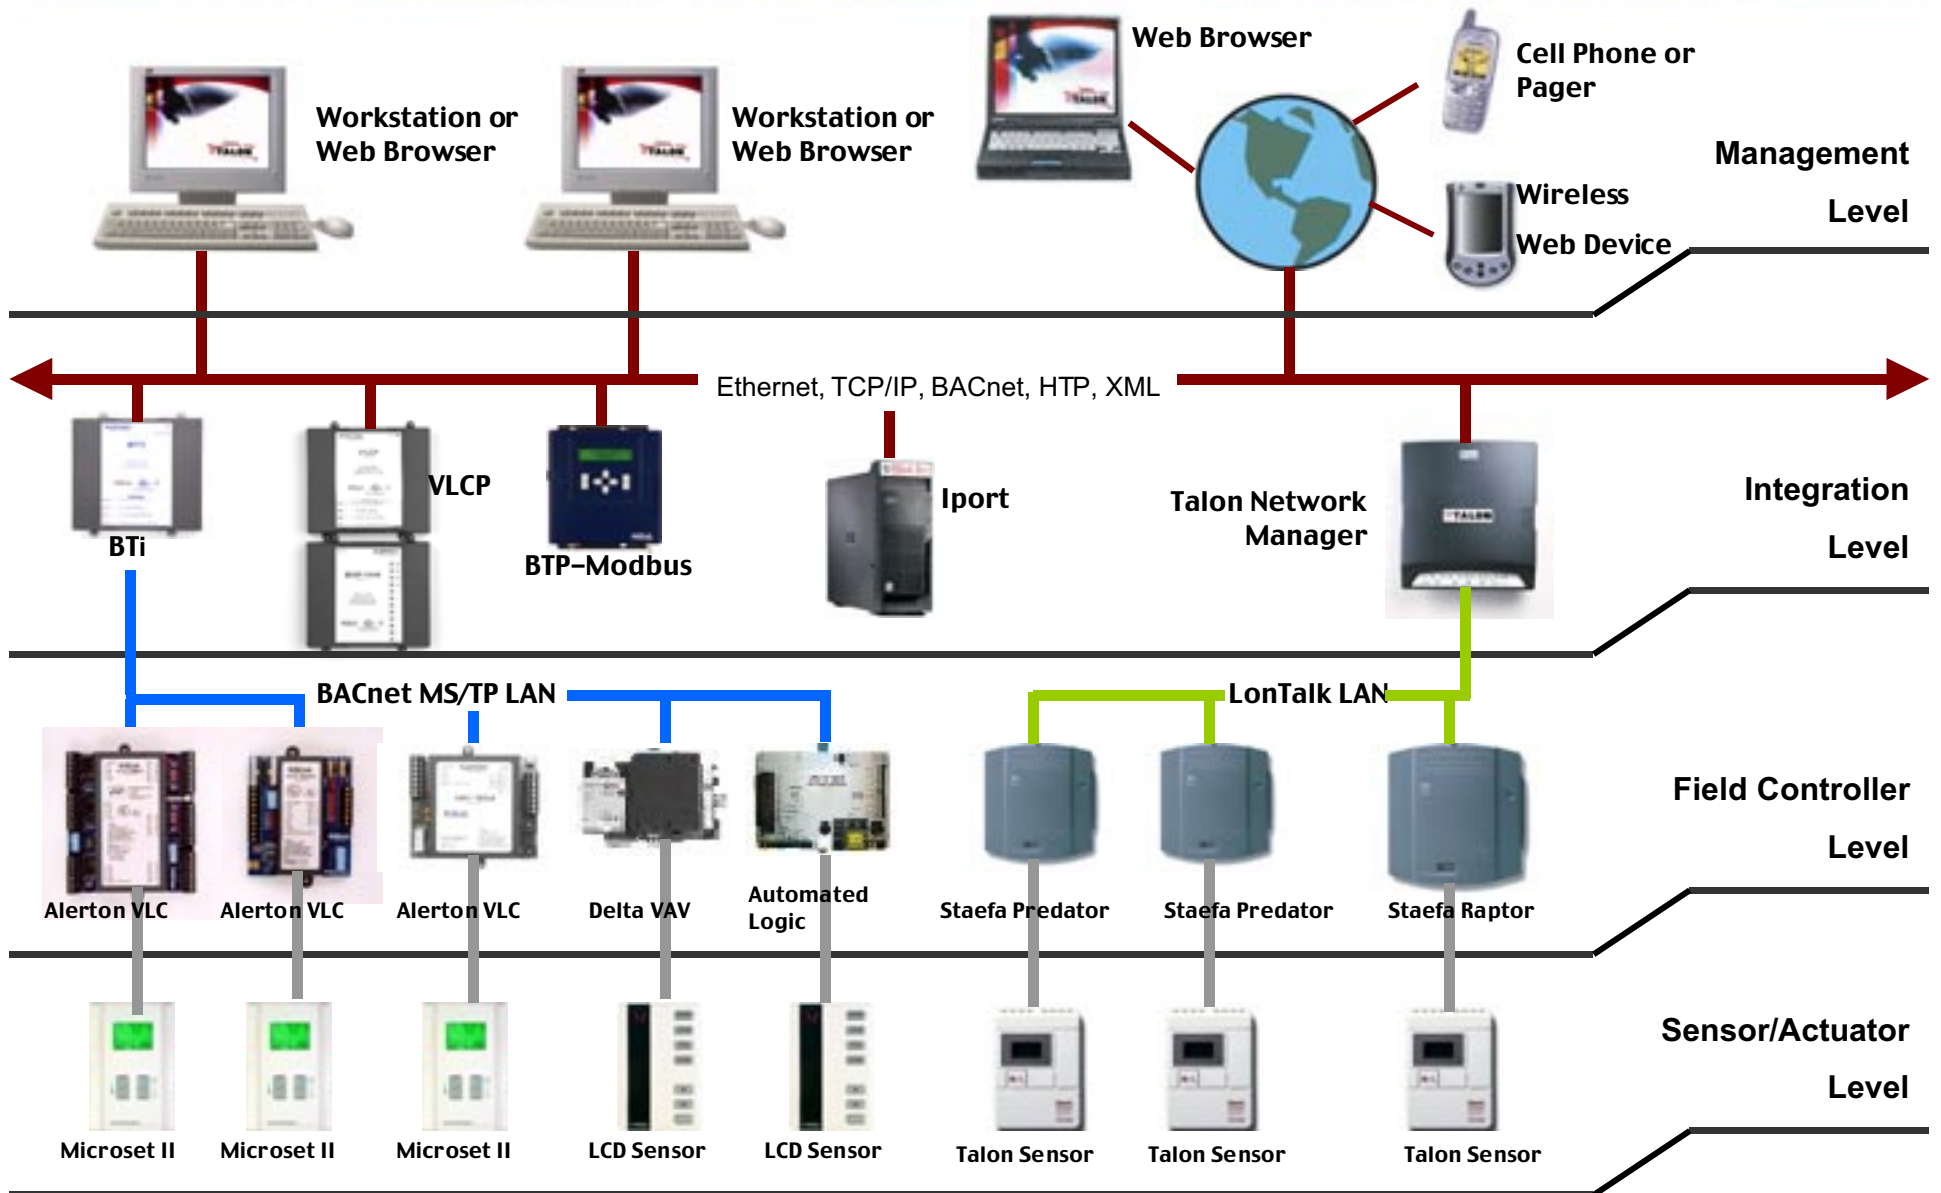 Web Browser
Cell Phone or
Pager
Workstation or
Web Browser
Workstation or
Web Browser
TALON
TALON
TALON
Management
Level
Wireless
Web Device
Ethernet, TCP/IP, BACnet, HTP, XML
BTi
VLCP
BTP-Modbus
Iport
Talon Network
Manager
TALON
Integration
Level
BACnet MS/TP LAN
LonTalk LAN
Field Controller
Level
Alerton VLC
Alerton VLC
Alerton VLC
Delta VAV
Automated
Logic
Staefa Predator
Staefa Predator
Staefa Raptor
Sensor/Actuator
Level
Microset II
Microset II
Microset II
LCD Sensor
LCD Sensor
Talon Sensor
Talon Sensor
Talon Sensor